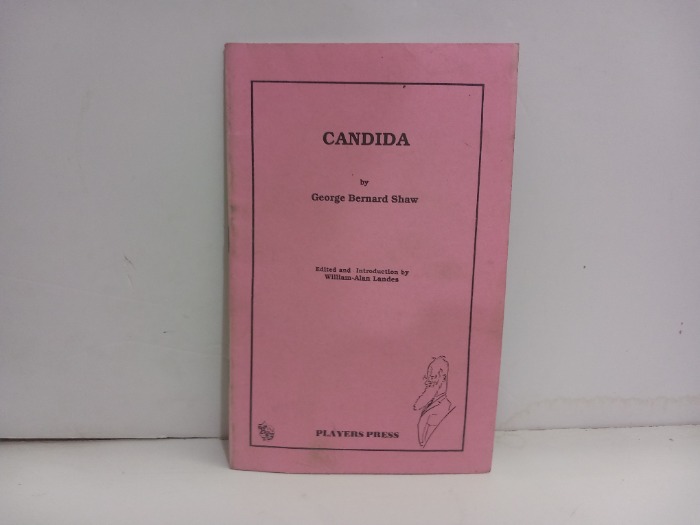 CANDIDA
by
George Bernard Shaw
Edited and Introduction by
William-Alan Landes
PLAYERS PRESS